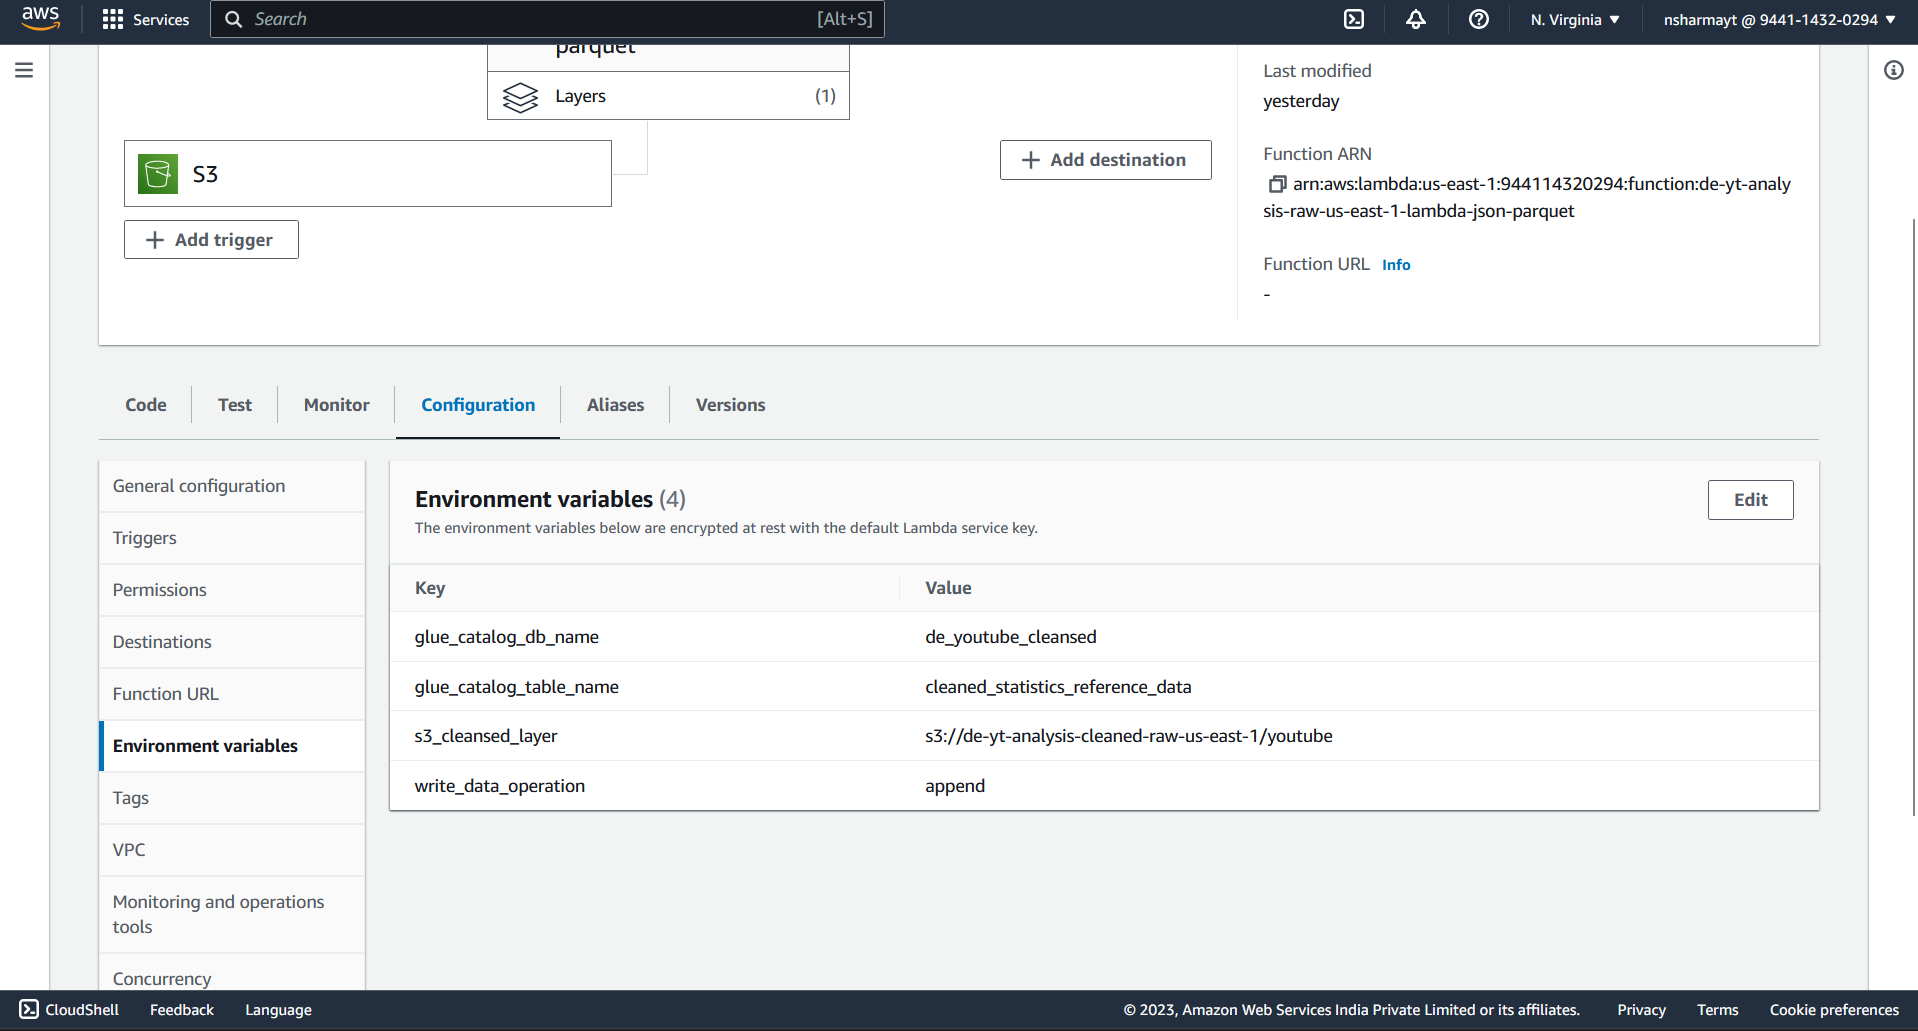 aws
Services
Search
[Alt+S]
N. Virginia
nsharmayt @ 9441-1432-0294
parquet
Layers
(1)
S3
Add trigger
Add destination
Last modified
yesterday
Function ARN
arn:aws:lambda:us-east-1:944114320294:function:de-yt-analy
sis-raw-us-east-1-lambda-json-parquet
Function URL Info
-
Code
Test
Monitor
Configuration
Aliases
Versions
General configuration
Triggers
Permissions
Destinations
Function URL
Environment variables
Tags
VPC
Monitoring and operations
tools
Concurrency
Environment variables (4)
The environment variables below are encrypted at rest with the default Lambda service key.
Edit
Key Value
glue_catalog_db_name de_youtube_cleansed
glue_catalog_table_name cleaned_statistics_reference_data
s3_cleansed_layer s3://de-yt-analysis-cleaned-raw-us-east-1/youtube
write_data_operation append
CloudShell
Feedback
Language
© 2023, Amazon Web Services India Private Limited or its affiliates.
Privacy
Terms
Cookie preferences